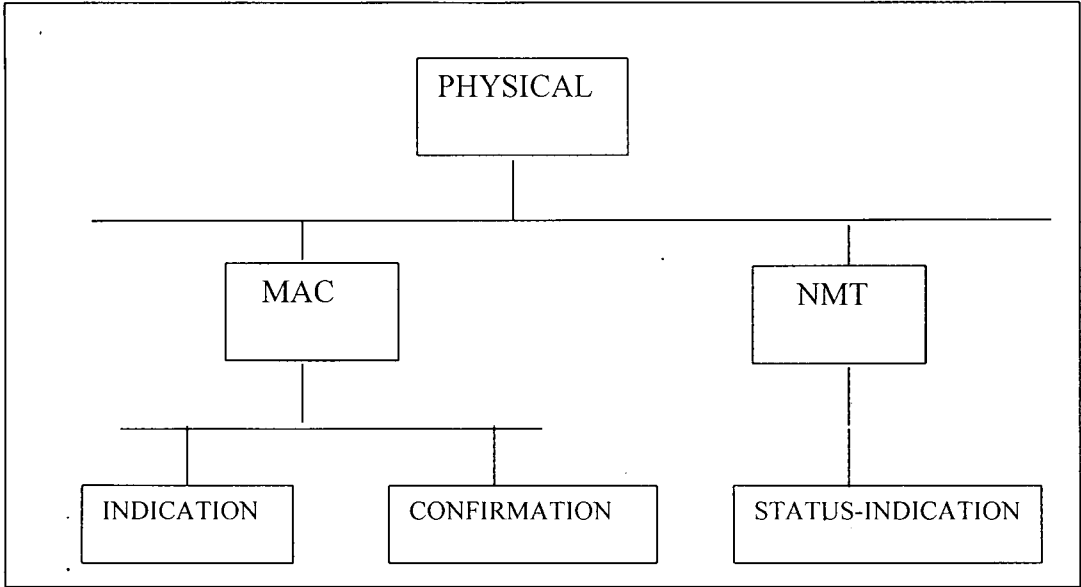 PHYSICAL
MAC
NMT
INDICATION
CONFIRMATION
STATUS-INDICATION